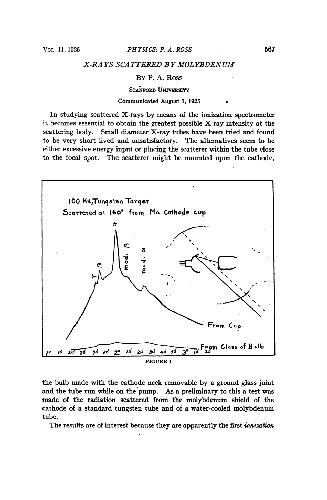 VOL. 11, 1925 PHYSICS: P. A. ROSS 567
X-RAYS SCATTERED BY MOLYBDENUM
BY P. A. ROSS
STANFORD UNIVERSITY
Communicated August 1, 1925
In studying scattered X-rays by means of the ionization spectrometer
it becomes essential to obtain the greatest possible X-ray intensity at the
scattering body. Small diameter X-ray tubes have been tried and found
to be very short lived and unsatisfactory. The alternatives seem to be
either excessive energy input or placing the scatterer within the tube close
to the focal spot. The scatterer might be mounted upon the cathode,
100 Kv, Tungsten Target
Scattered at 160° from Mo Cathode cup
From Cup
From Glass of Bulb
FIGURE 1
the bulb made with the cathode neck removable by a ground glass joint
and the tube run while on the pump. As a preliminary to this a test was
made of the radiation scattered from the molybdenum shield of the
cathode of a standard tungsten tube and of a water-cooled molybdenum
tube.
The results are of interest because they are apparently the first ionization